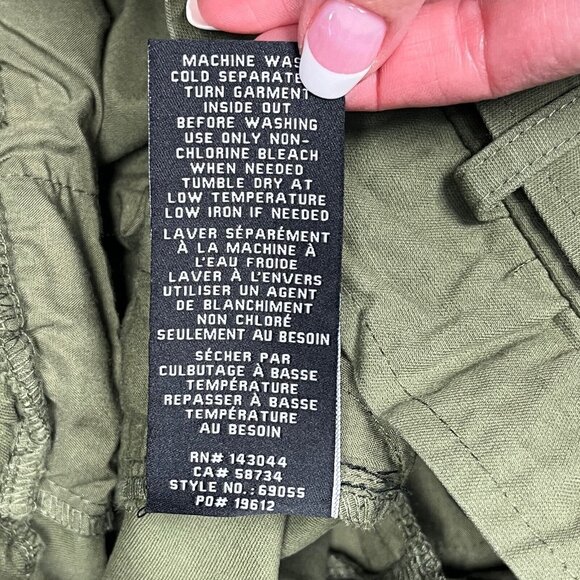 MACHINE WASH
COLD SEPARATELY
TURN GARMENT
INSIDE OUT
BEFORE WASHING
USE ONLY NON-
CHLORINE BLEACH
WHEN NEEDED
TUMBLE DRY AT
LOW TEMPERATURE
LOW IRON IF NEEDED
LAVER SÉPARÉMENT
À LA MACHINE À
L'EAU FROIDE
LAVER À L'ENVERS
UTILISER UN AGENT
DE BLANCHIMENT
NON CHLORÉ
SEULEMENT AU BESOIN
SÉCHER PAR
CULBUTAGE À BASSE
TEMPÉRATURE
REPASSER À BASSE
TEMPÉRATURE
AU BESOIN
RN# 143044
CA# 58734
STYLE NO.: 69055
PO# 19612